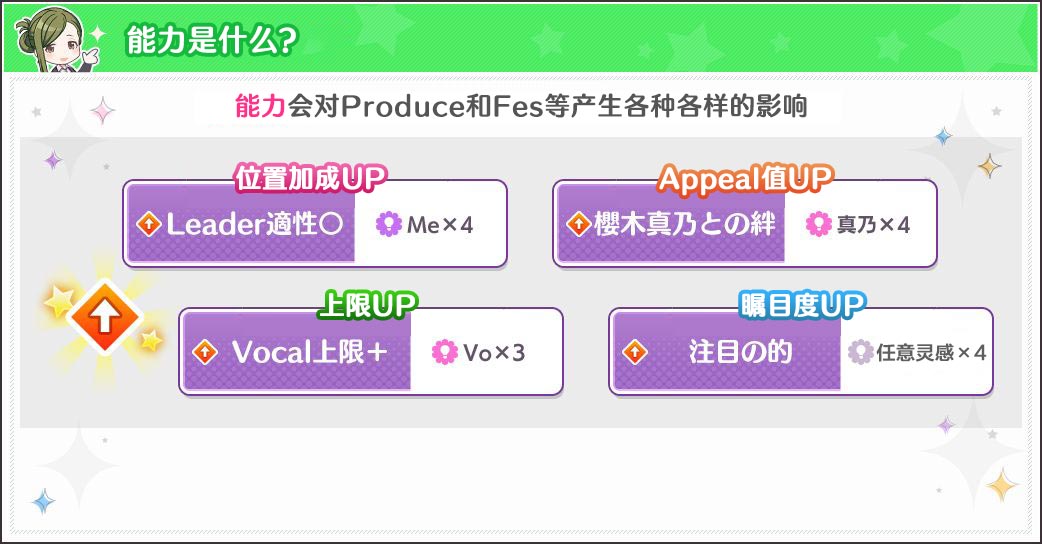 能力是什么?
能力会对Produce和Fes等产生各种各样的影响
位置加成UP
Leader適性○
Me×4
Appeal值UP
櫻木真乃との絆
真乃×4
上限UP
Vocal上限＋
Vo×3
瞩目度UP
注目の的
任意灵感×4